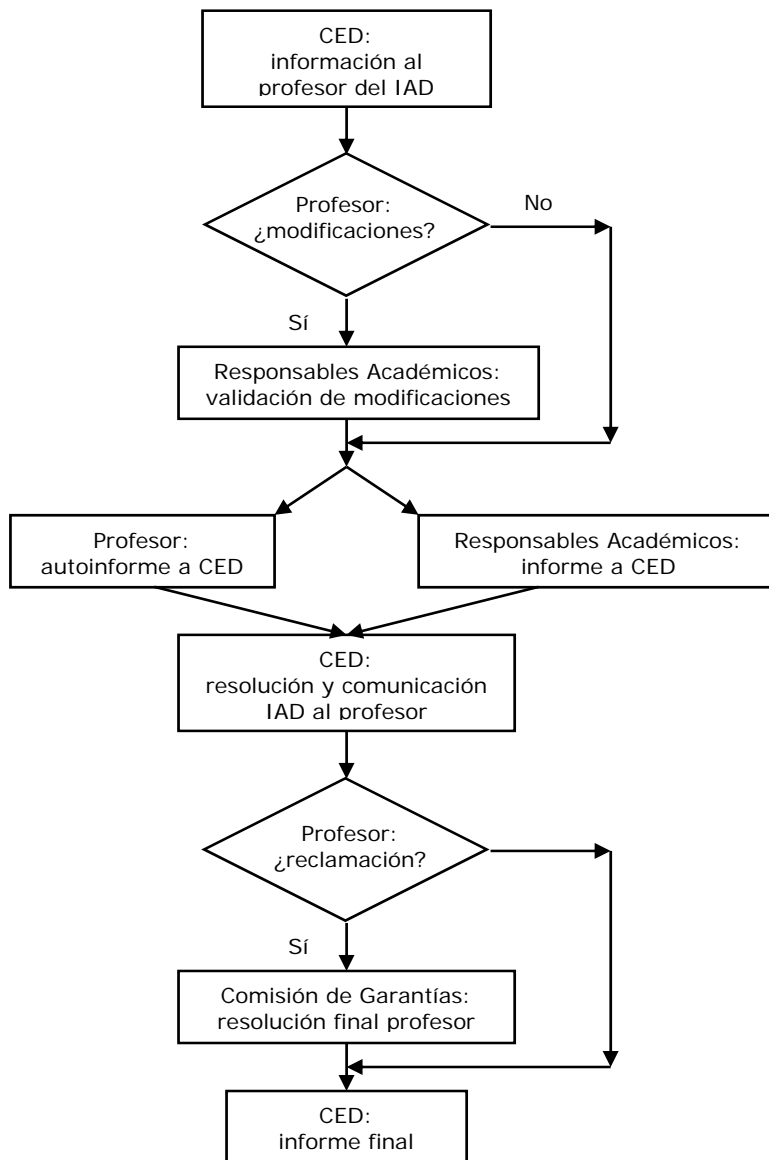 CED:
información al
profesor del IAD
Profesor:
¿modificaciones?
No
Sí
Responsables Académicos:
validación de modificaciones
Profesor:
autoinforme a CED
Responsables Académicos:
informe a CED
CED:
resolución y comunicación
IAD al profesor
Profesor:
¿reclamación?
Sí
Comisión de Garantías:
resolución final profesor
CED:
informe final